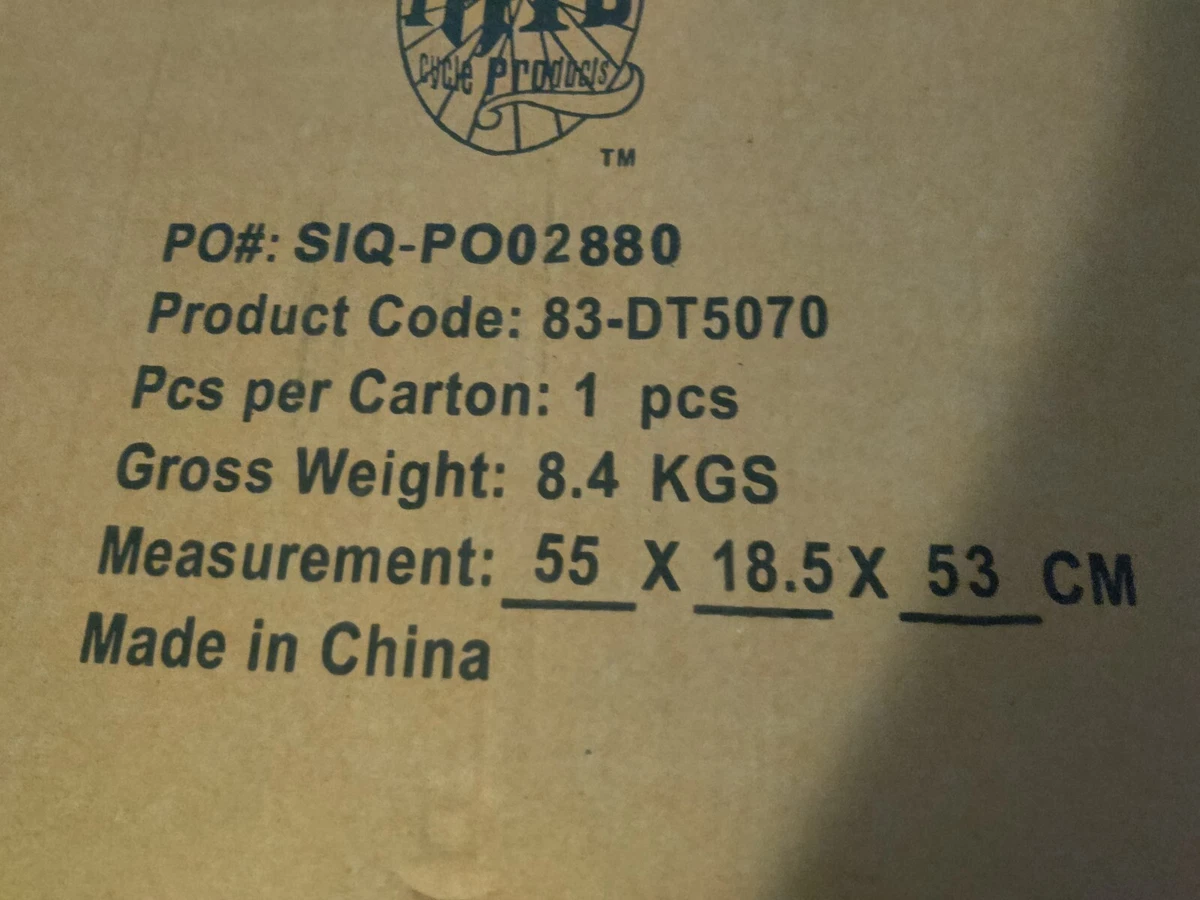 Cycle Products
TM
PO#: SIQ-PO02880
Product Code: 83-DT5070
Pcs per Carton: 1 pcs
Gross Weight: 8.4 KGS
Measurement: 55 X 18.5 X 53 CM
Made in China